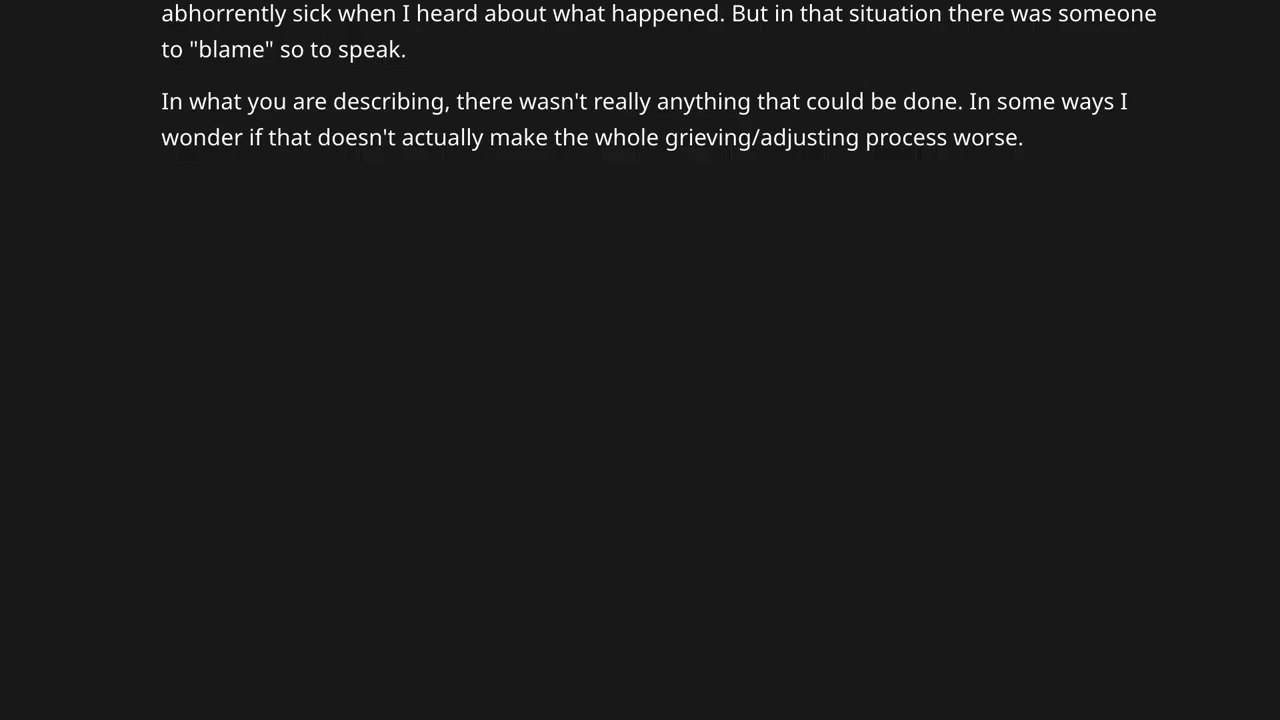 abhorrently sick when I heard about what happened. But in that situation there was someone
to "blame" so to speak.
In what you are describing, there wasn't really anything that could be done. In some ways I
wonder if that doesn't actually make the whole grieving/adjusting process worse.